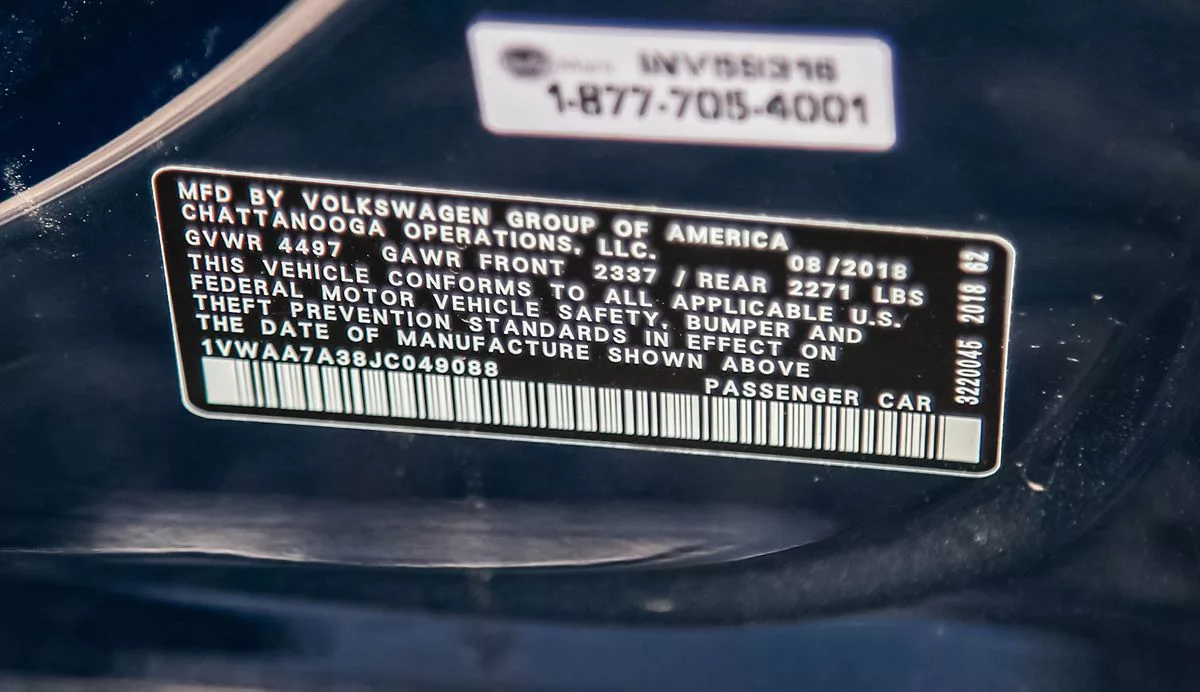 1-877-705-4001
MFD BY VOLKSWAGEN GROUP OF AMERICA
CHATTANOOGA OPERATIONS, LLC. 08/2018
GVWR 4497 GAWR FRONT 2337 / REAR 2271 LBS
THIS VEHICLE CONFORMS TO ALL APPLICABLE U.S.
FEDERAL MOTOR VEHICLE SAFETY, BUMPER AND
THEFT PREVENTION STANDARDS IN EFFECT ON
THE DATE OF MANUFACTURE SHOWN ABOVE
1VWAA7A38JC049088
PASSENGER CAR
3220045 2018 62